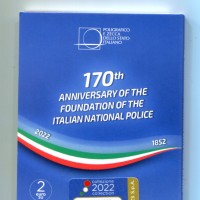 POLIGRAFICO
E ZECCA
DELLO STATO
ITALIANO
170th
ANNIVERSARY OF THE
FOUNDATION OF THE
ITALIAN NATIONAL POLICE
2022
1852
2
EURO
2022